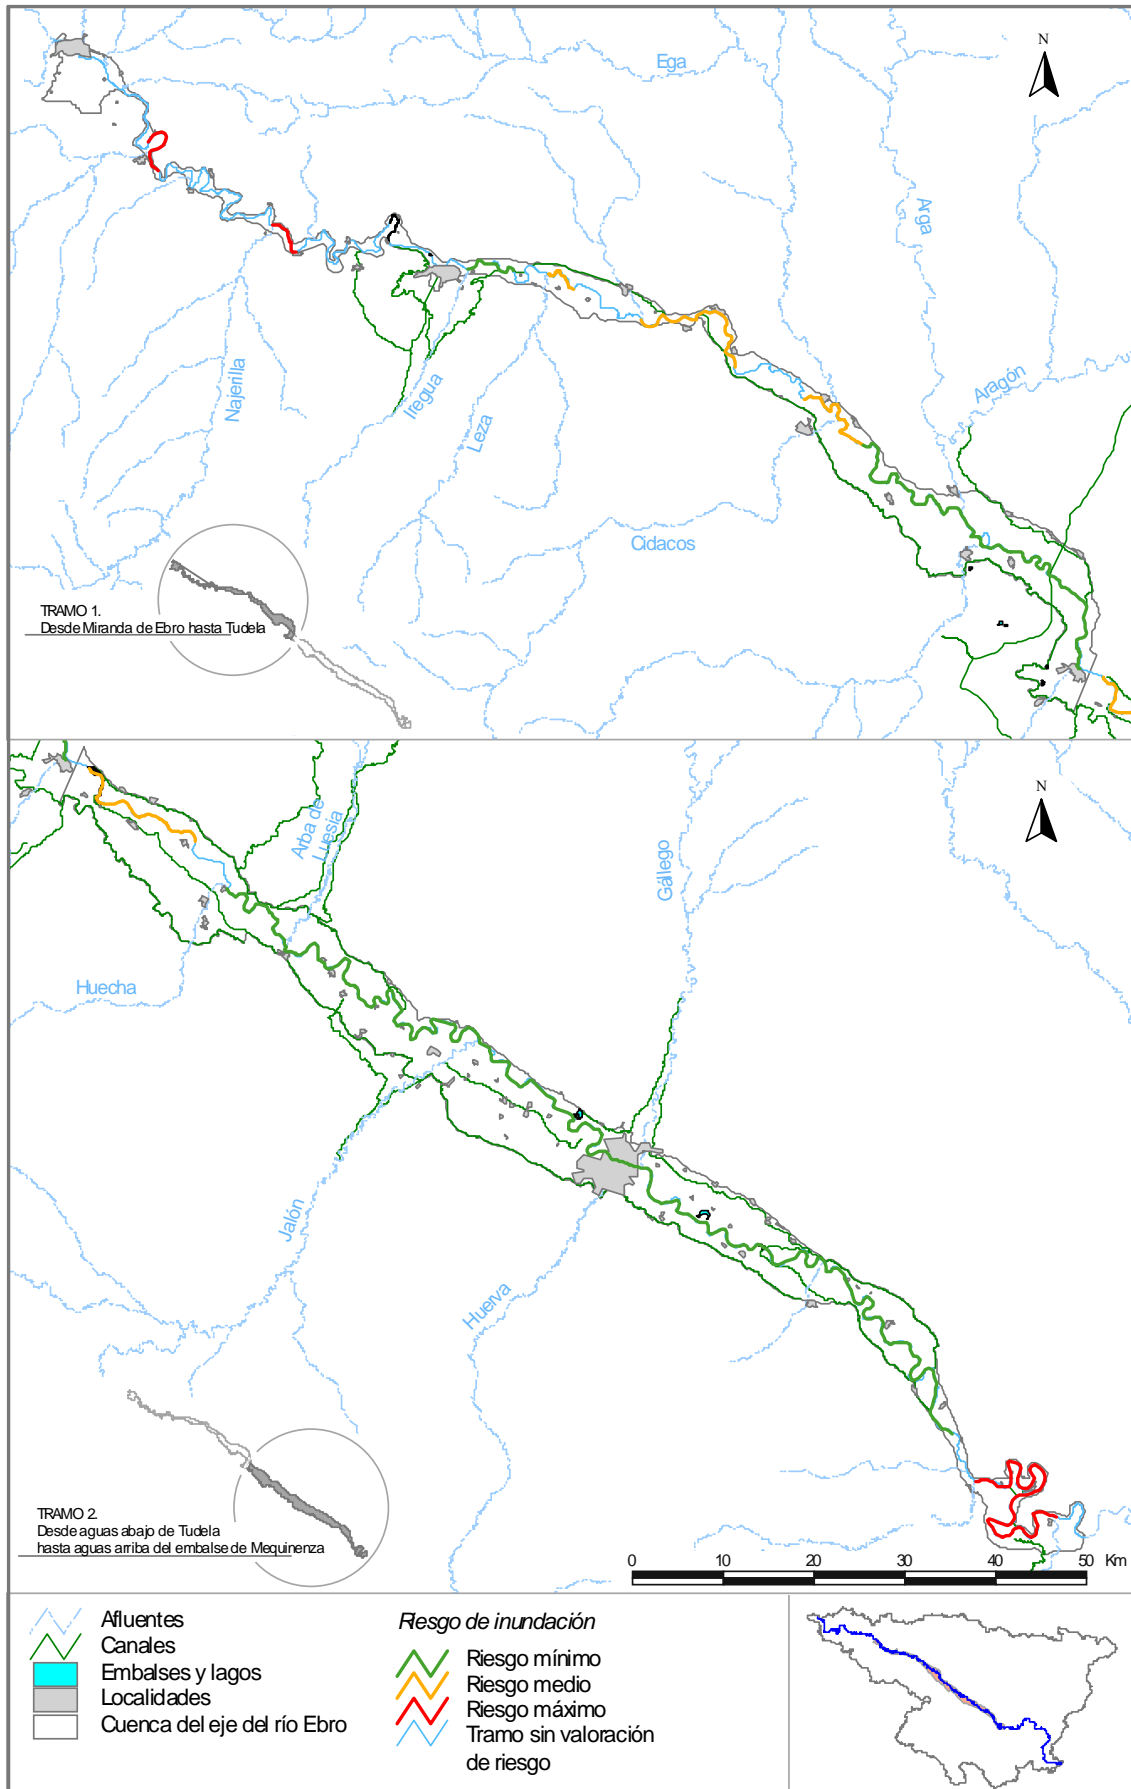 N
Ega
Arga
Aragón
Najerilla
Iregua
Leza
Cidacos
TRAMO 1.
Desde Miranda de Ebro hasta Tudela
N
Arba de
Luesia
Gállego
Huecha
Jalón
Huerva
TRAMO 2.
Desde aguas abajo de Tudela
hasta aguas arriba del embalse de Mequinenza
0 10 20 30 40 50 Km
Afluentes
Canales
Embalses y lagos
Localidades
Cuenca del eje del río Ebro
Riesgo de inundación
Riesgo mínimo
Riesgo medio
Riesgo máximo
Tramo sin valoración
de riesgo